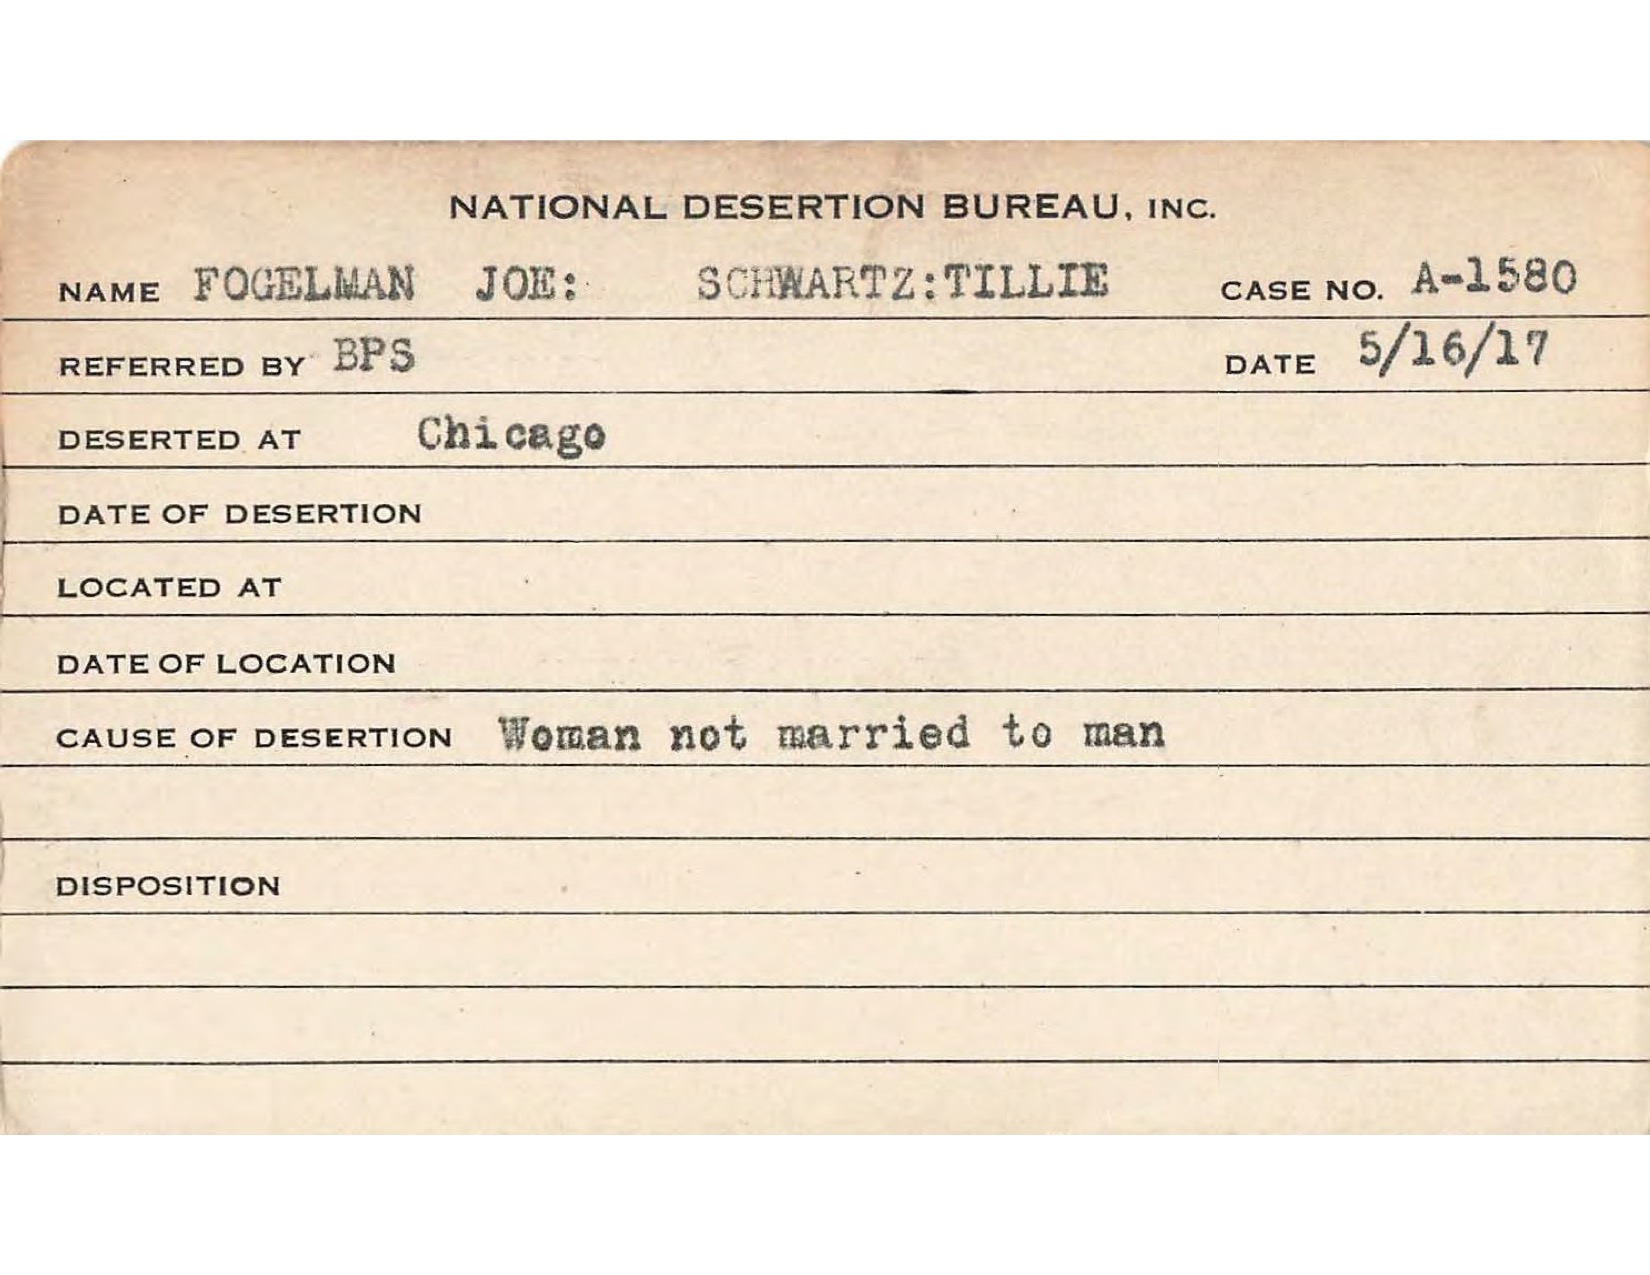 NATIONAL DESERTION BUREAU, INC.
NAME FOGELMAN JOE: SCHWARTZ:TILLIE CASE NO. A-1580
REFERRED BY BPS DATE 5/16/17
DESERTED AT Chicago
DATE OF DESERTION
LOCATED AT
DATE OF LOCATION
CAUSE OF DESERTION Woman not married to man
DISPOSITION